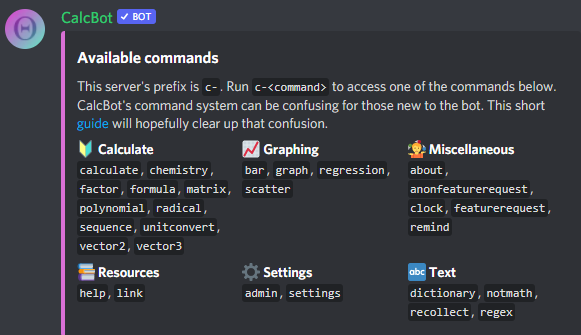 CalcBot ✓ BOT
Available commands
This server's prefix is c-. Run c-<command> to access one of the commands below.
CalcBot's command system can be confusing for those new to the bot. This short
guide will hopefully clear up that confusion.
Calculate
calculate, chemistry,
factor, formula, matrix,
polynomial, radical,
sequence, unitconvert,
vector2, vector3
Graphing
bar, graph, regression,
scatter
Miscellaneous
about,
anonfeaturerequest,
clock, featurerequest,
remind
Resources
help, link
Settings
admin, settings
abc Text
dictionary, notmath,
recollect, regex